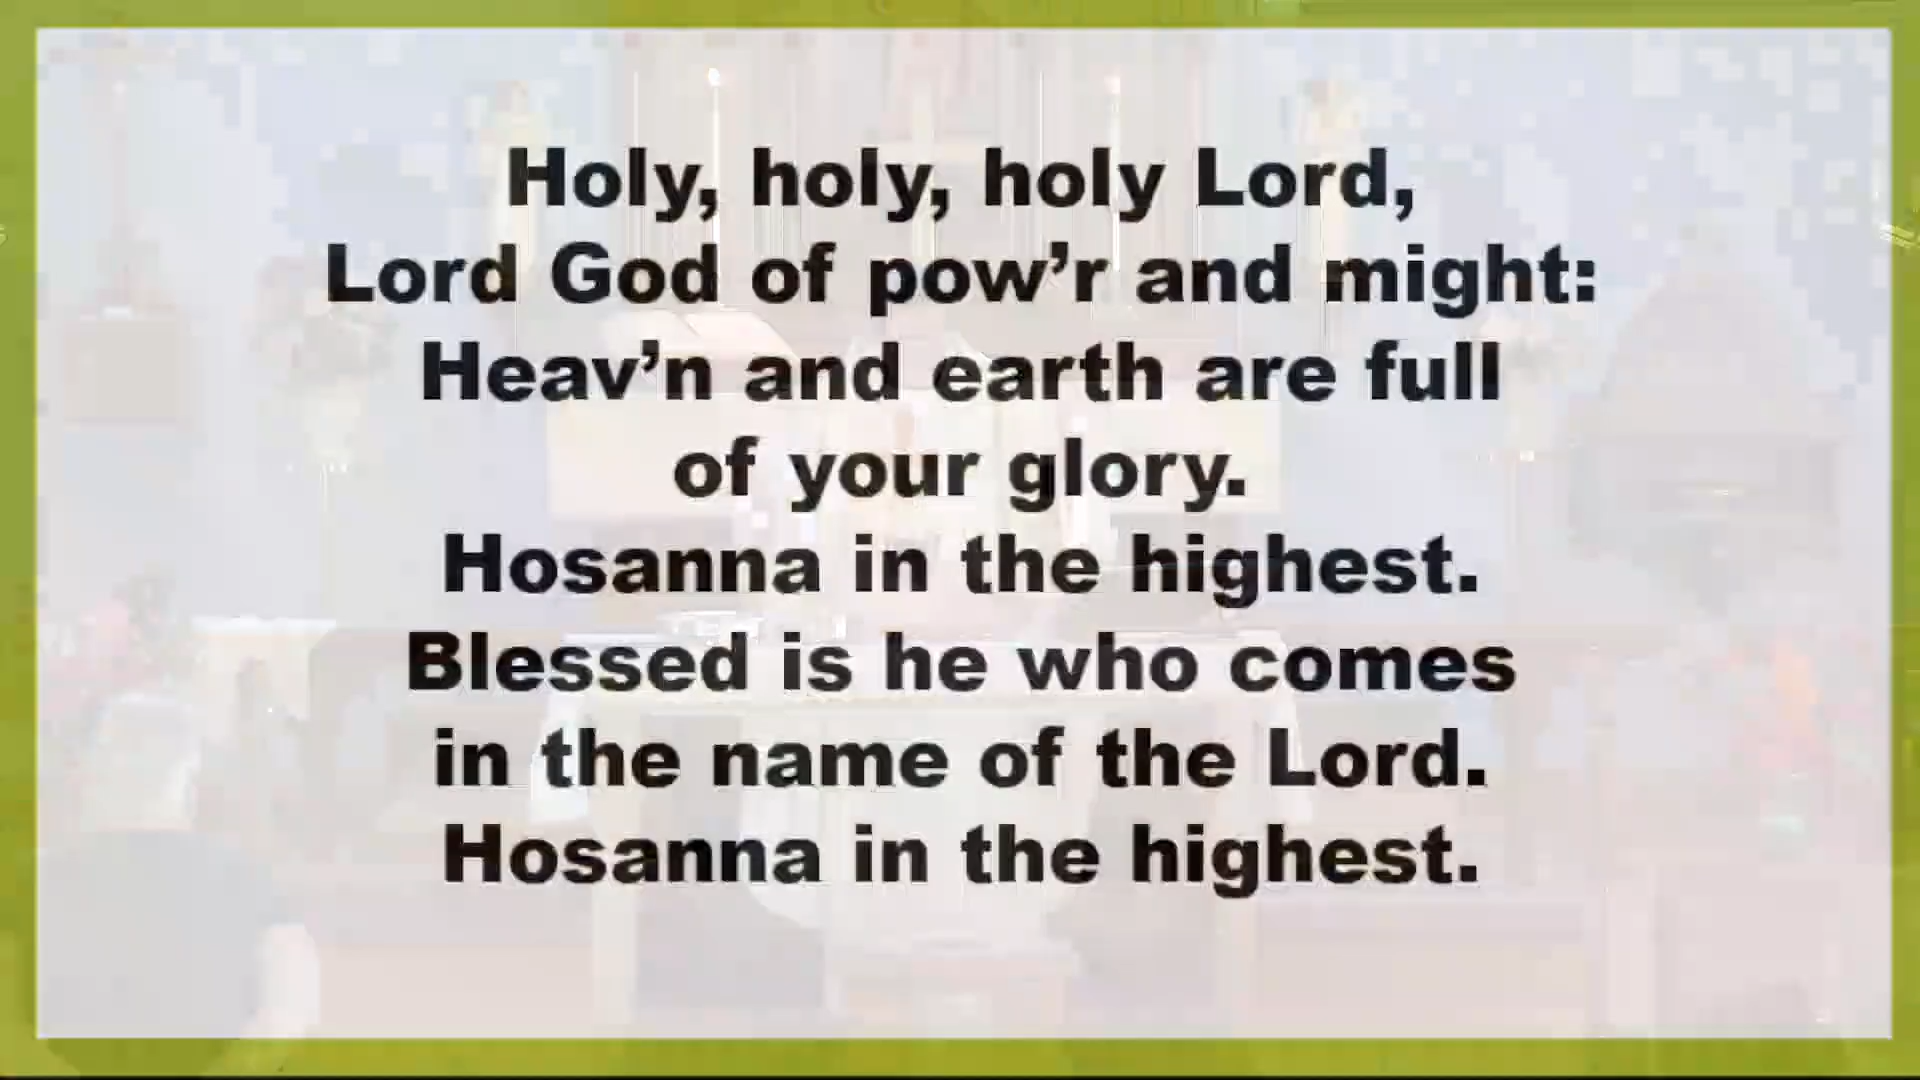 Holy, holy, holy Lord,
Lord God of pow’r and might:
Heav’n and earth are full
of your glory.
Hosanna in the highest.
Blessed is he who comes
in the name of the Lord.
Hosanna in the highest.